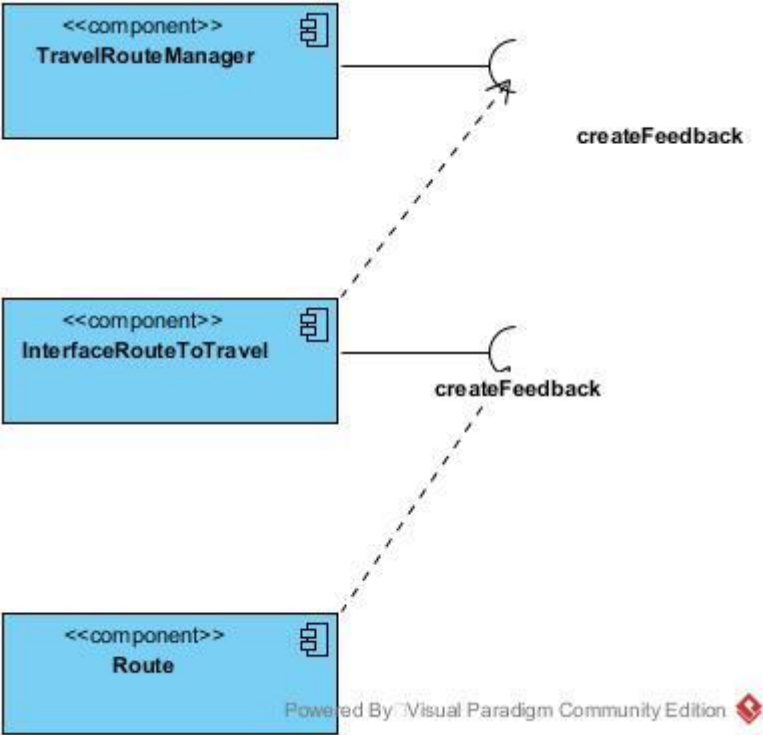 <<component>>
TravelRouteManager
createFeedback
<<component>>
InterfaceRouteToTravel
createFeedback
<<component>>
Route
Powered By Visual Paradigm Community Edition